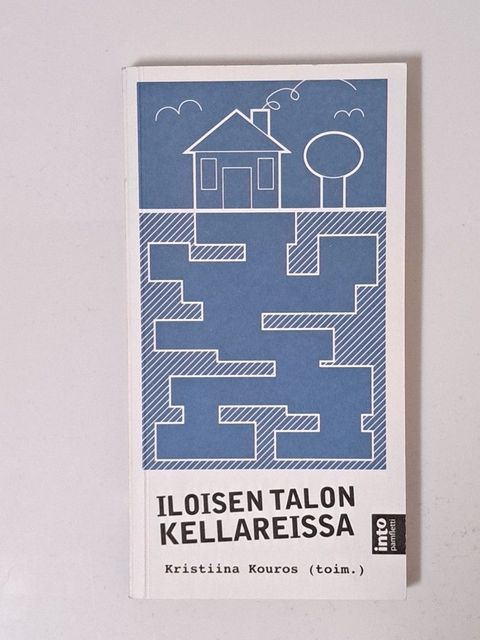 ILOISEN TALON
KELLAREISSA
into
pamfletti
Kristiina Kouros (toim.)